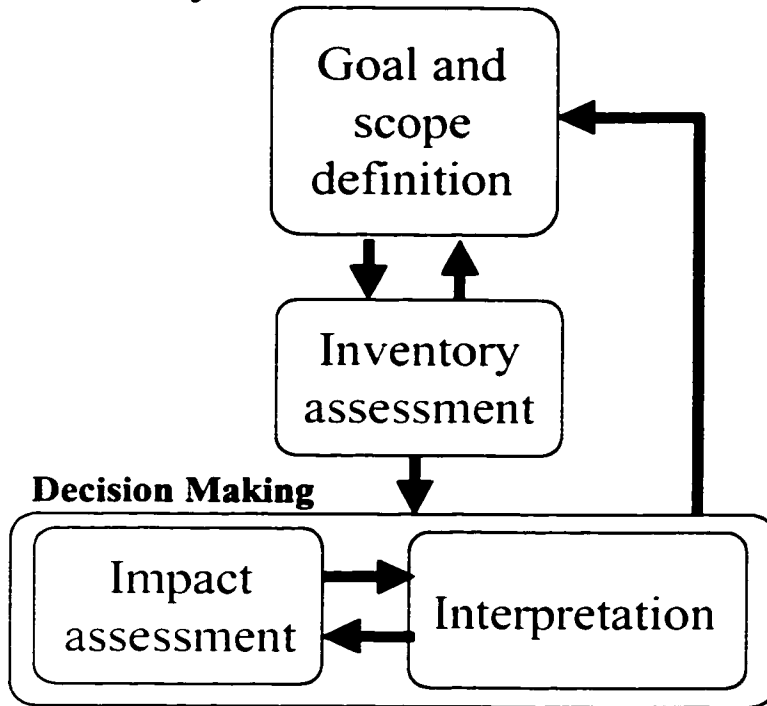 Goal and
scope
definition
Inventory
assessment
Decision Making
Impact
assessment
Interpretation